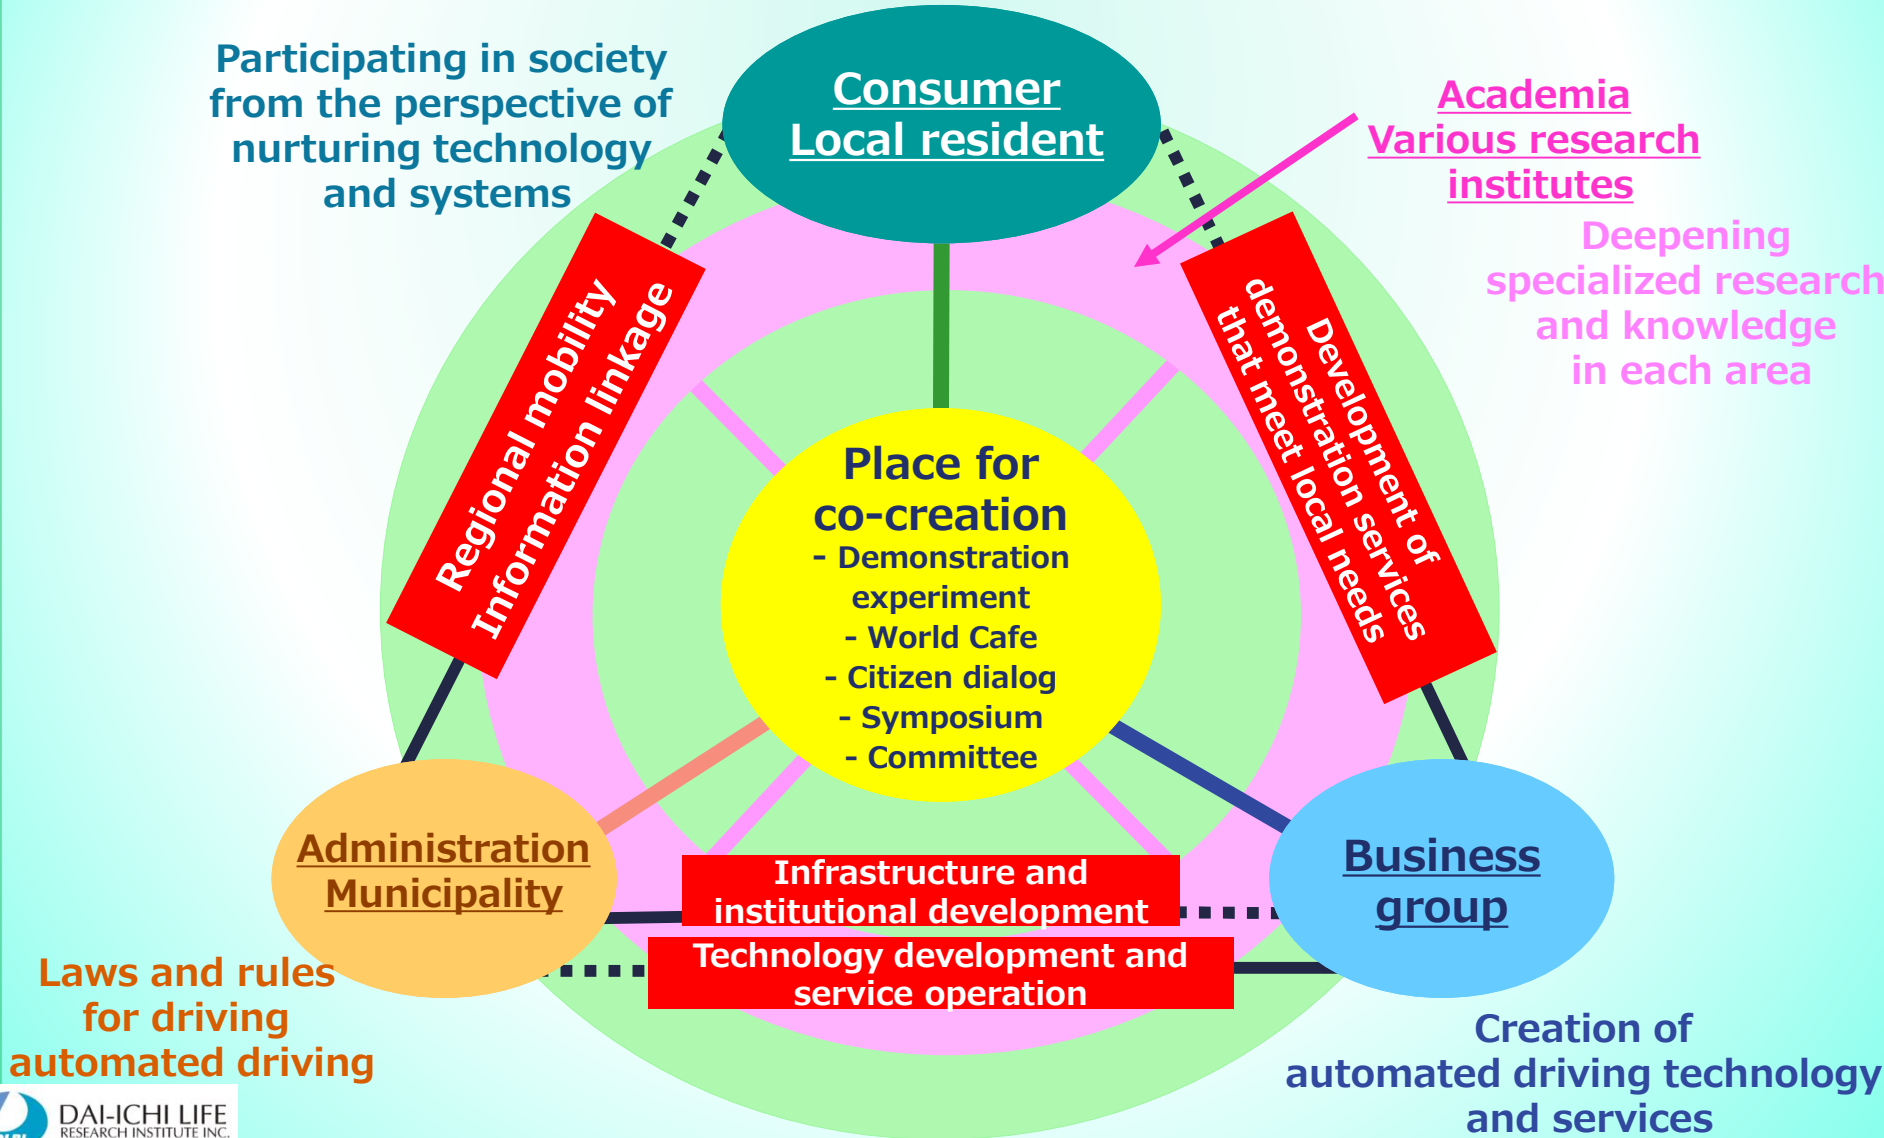 Participating in society
from the perspective of
nurturing technology
and systems
Consumer
Local resident
Academia
Various research
institutes
Deepening
specialized research
and knowledge
in each area
Regional mobility
Information linkage
Development of
demonstration services
that meet local needs
Place for
co-creation
- Demonstration
experiment
- World Cafe
- Citizen dialog
- Symposium
- Committee
Administration
Municipality
Business
group
Infrastructure and
institutional development
Technology development and
service operation
Laws and rules
for driving
automated driving
Creation of
automated driving technology
and services
DAI-ICHI LIFE
RESEARCH INSTITUTE INC.